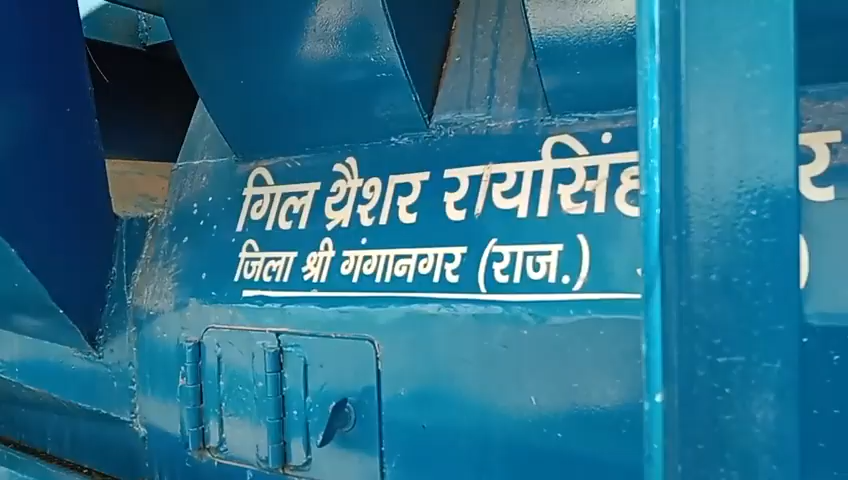 गिल थ्रैशर रायसिंह र
जिला श्री गंगानगर (राज.) )